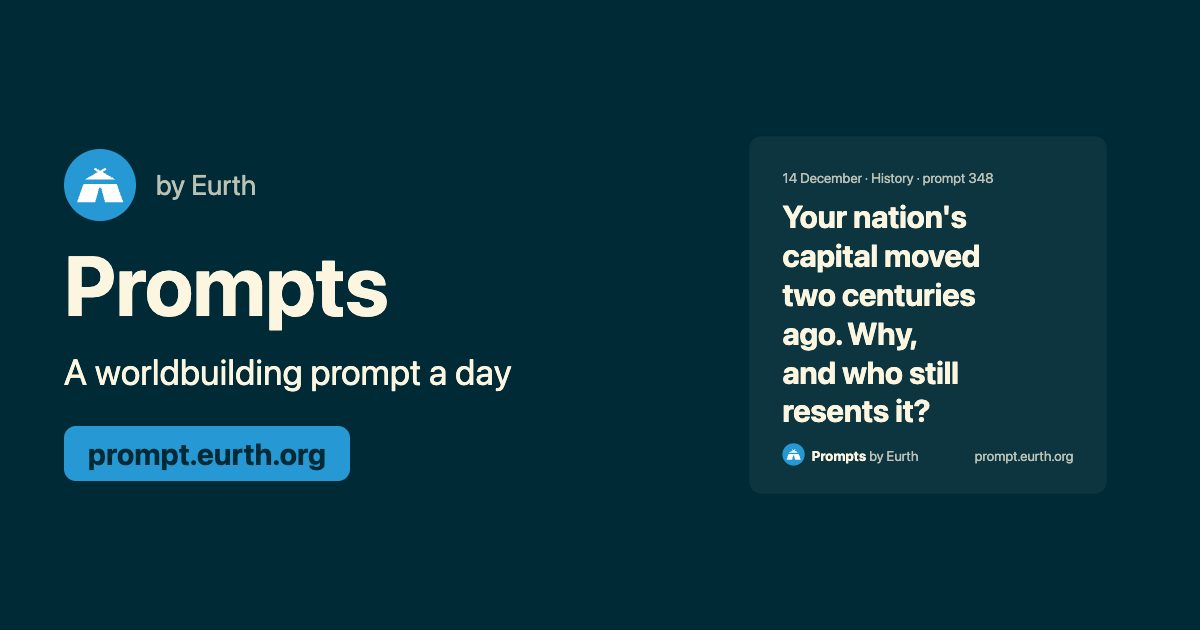 by Eurth
Prompts
A worldbuilding prompt a day
prompt.eurth.org
14 December · History · prompt 348
Your nation's
capital moved
two centuries
ago. Why,
and who still
resents it?
Prompts by Eurth
prompt.eurth.org